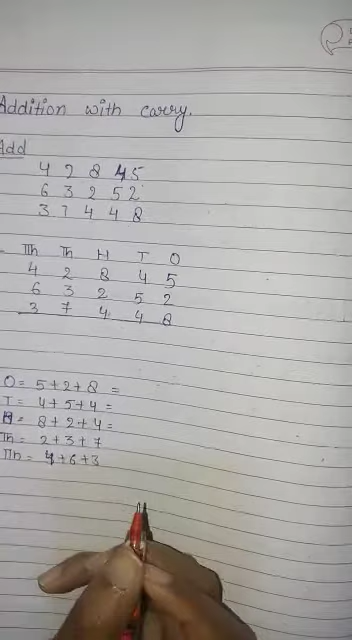 Addition with carry.
Add
4 2 8 4 5
6 3 2 5 2
3 7 4 4 8
Th Th H T O
4 2 8 4 5
6 3 2 5 2
3 7 4 4 8
O = 5+2+8 =
T = 4+5+4 =
H = 8+2+4 =
Th = 2+3+7
Th = 4+6+3